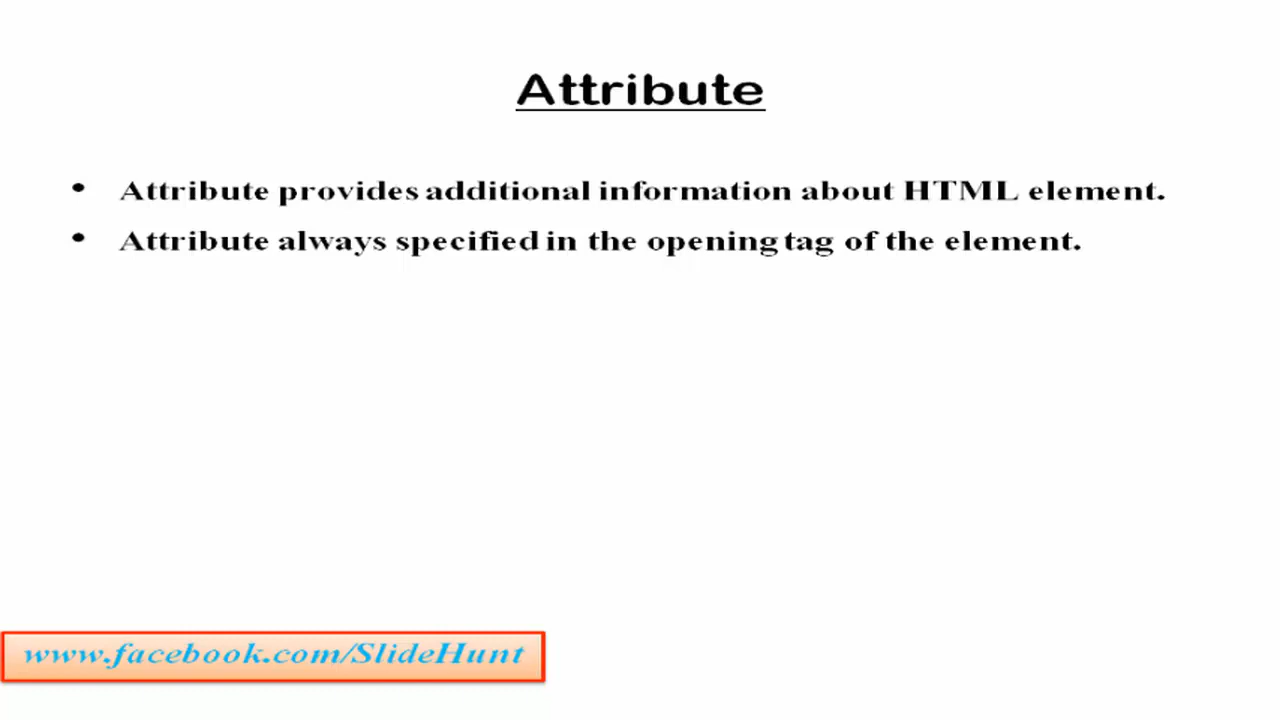 Attribute
• Attribute provides additional information about HTML element.
• Attribute always specified in the opening tag of the element.
www.facebook.com/SlideHunt